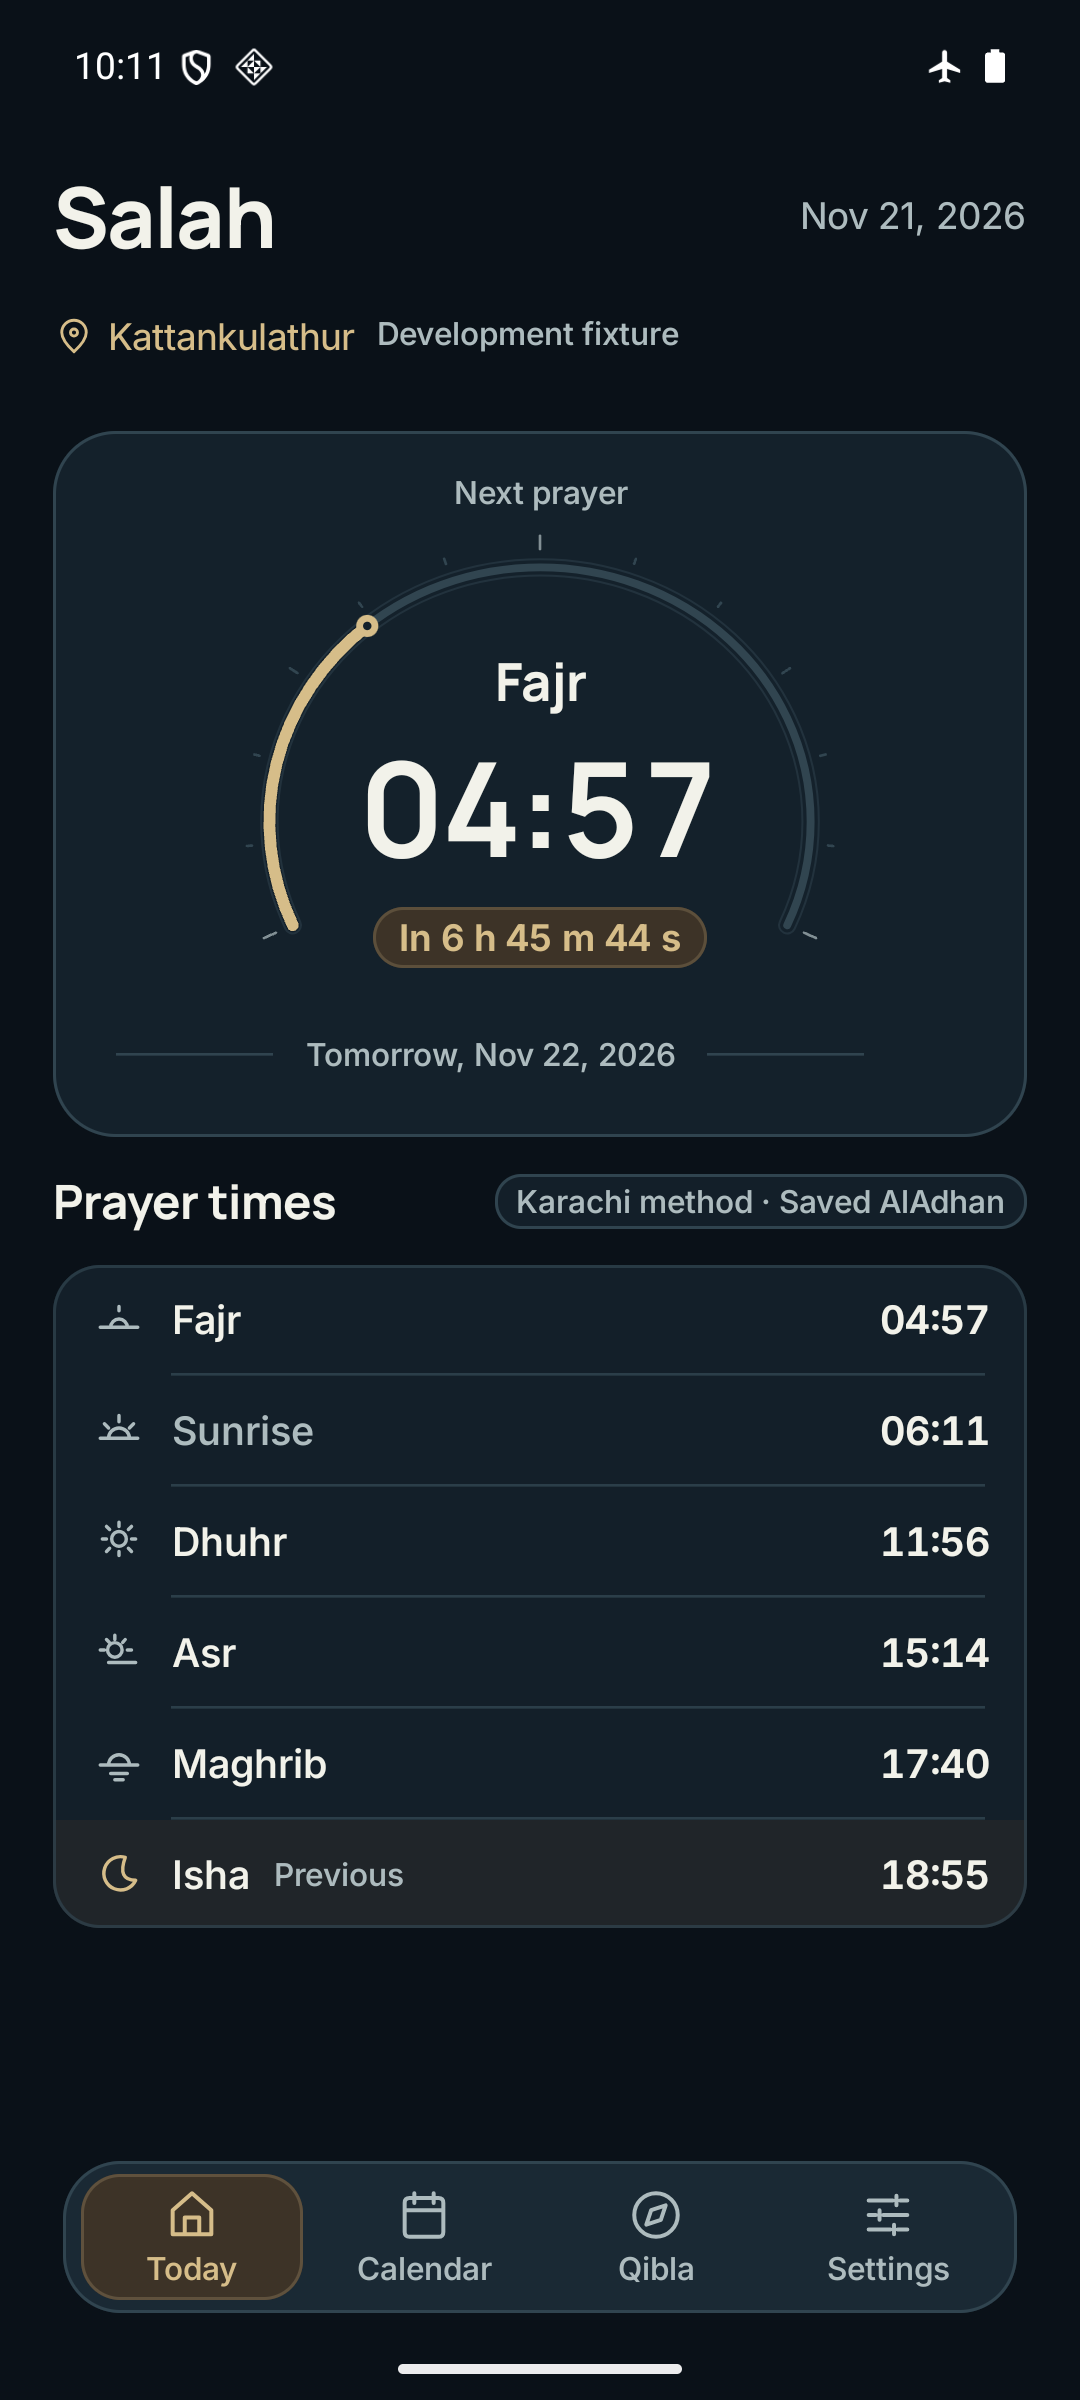 10:11
Salah
Nov 21, 2026
Kattankulathur Development fixture
Next prayer
Fajr
04:57
In 6 h 45 m 44 s
Tomorrow, Nov 22, 2026
Prayer times
Karachi method · Saved AlAdhan
Fajr 04:57
Sunrise 06:11
Dhuhr 11:56
Asr 15:14
Maghrib 17:40
Isha Previous 18:55
Today Calendar Qibla Settings